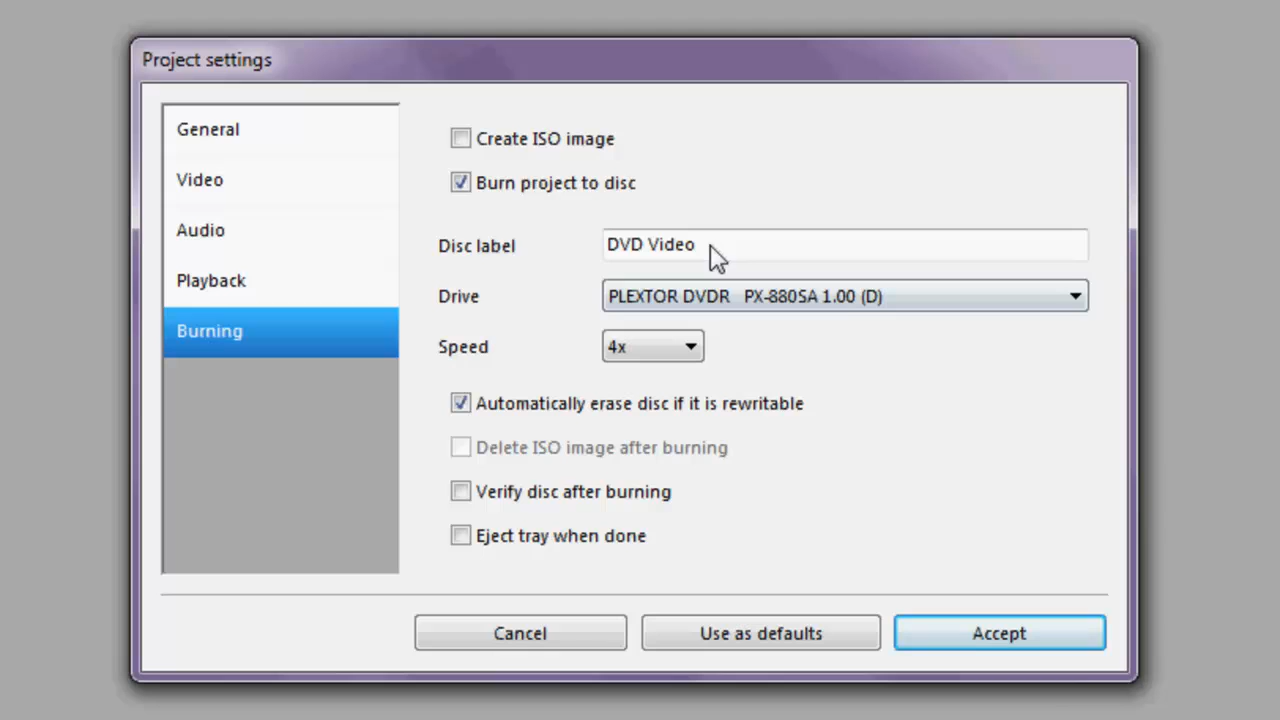 Project settings
General
Video
Audio
Playback
Burning
Create ISO image
Burn project to disc
Disc label
DVD Video
Drive
PLEXTOR DVDR   PX-880SA 1.00 (D)
Speed
4x
Automatically erase disc if it is rewritable
Delete ISO image after burning
Verify disc after burning
Eject tray when done
Cancel
Use as defaults
Accept